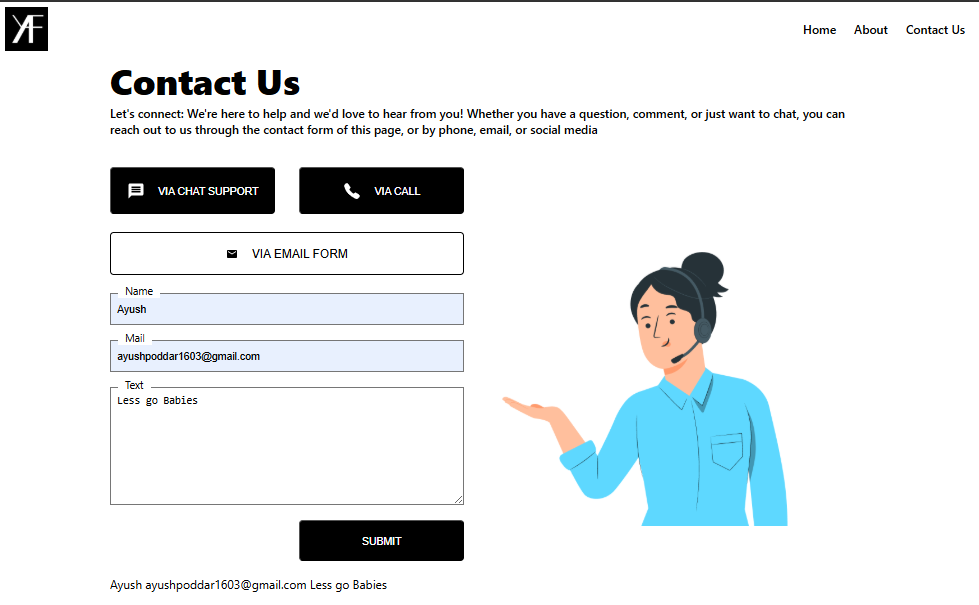 Home About Contact Us
Contact Us
Let's connect: We're here to help and we'd love to hear from you! Whether you have a question, comment, or just want to chat, you can
reach out to us through the contact form of this page, or by phone, email, or social media
VIA CHAT SUPPORT VIA CALL
VIA EMAIL FORM
Name
Ayush
Mail
ayushpoddar1603@gmail.com
Text
Less go Babies
SUBMIT
Ayush ayushpoddar1603@gmail.com Less go Babies